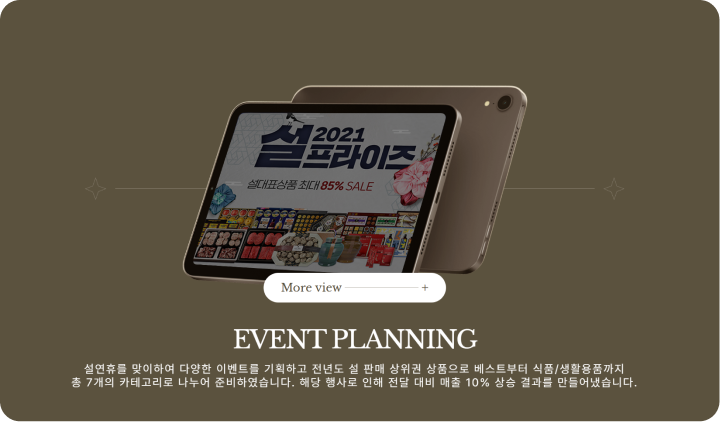 설 2021
프라이즈
설대표상품 최대 85% SALE
More view +
EVENT PLANNING
설연휴를 맞이하여 다양한 이벤트를 기획하고 전년도 설 판매 상위권 상품으로 베스트부터 식품/생활용품까지
총 7개의 카테고리로 나누어 준비하였습니다. 해당 행사로 인해 전달 대비 매출 10% 상승 결과를 만들어냈습니다.